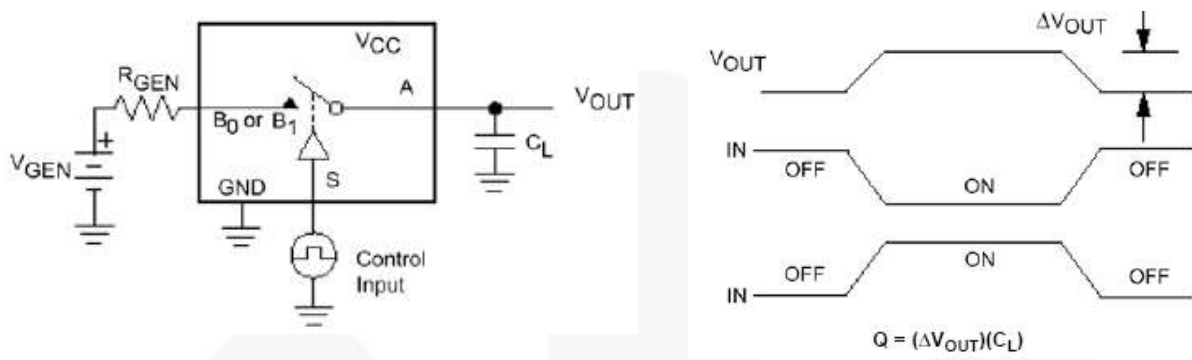 VCC
RGEN
A
VOUT
B0 or B1
CL
+
VGEN
GND
S
Control
Input
ΔVOUT
VOUT
IN
OFF
ON
OFF
IN
OFF
ON
OFF
Q = (ΔVOUT)(CL)